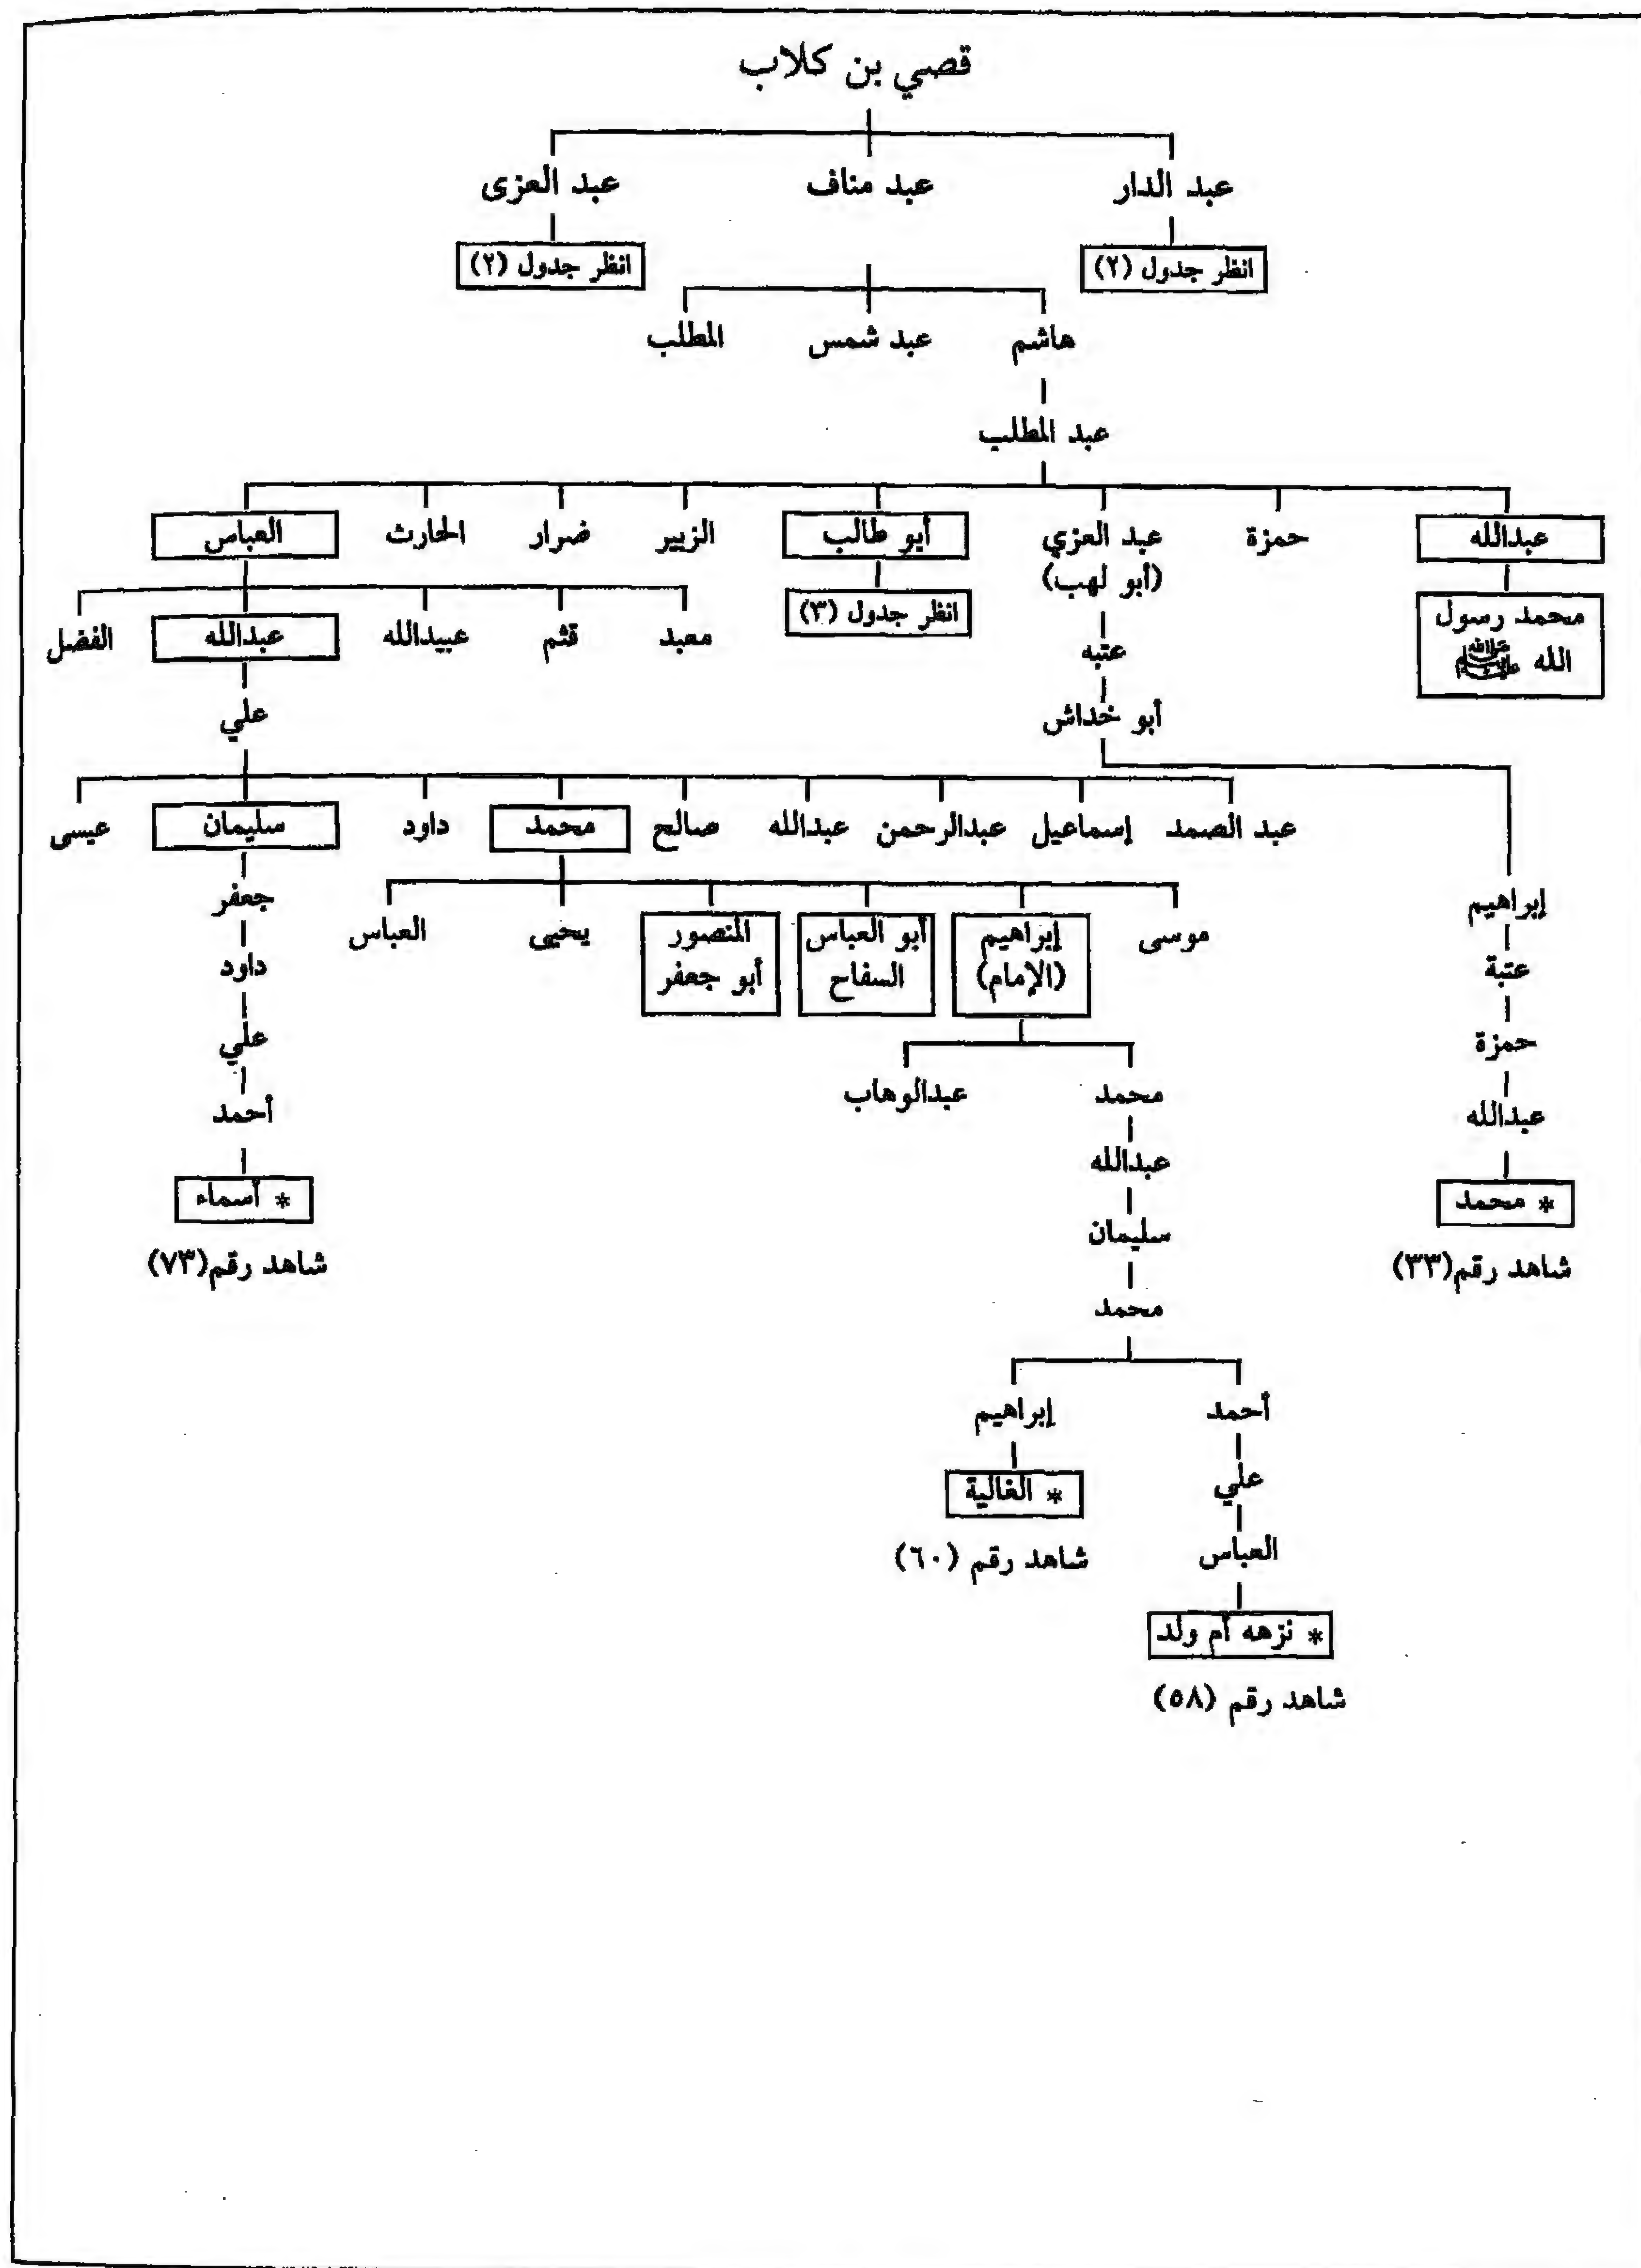 قصي بن كلاب
عبد الدار
عبد مناف
عبد العزى
انظر جدول (٢)
انظر جدول (٢)
هاشم
عبد شمس
المطلب
عبد المطلب
عبدالله
حمزة
عبد العزي
(أبو لهب)
أبو طالب
الزبير
ضرار
الحارث
العباس
محمد رسول
الله ﷺ
عتبه
انظر جدول (٣)
معبد
قثم
عبيدالله
عبدالله
الفضل
أبو خداش
علي
عبد الصمد
إسماعيل
عبدالرحمن
عبدالله
صالح
محمد
داود
سليمان
عيسى
إبراهيم
موسى
إبراهيم
(الإمام)
أبو العباس
السفاح
المنصور
أبو جعفر
يحيى
العباس
جعفر
عتبة
داود
حمزة
علي
عبدالله
محمد
عبدالوهاب
أحمد
* محمد
عبدالله
* أسماء
شاهد رقم(٣٣)
سليمان
شاهد رقم(٧٣)
محمد
أحمد
إبراهيم
علي
* الغالية
العباس
شاهد رقم (٦٠)
* نزهه أم ولد
شاهد رقم (٥٨)